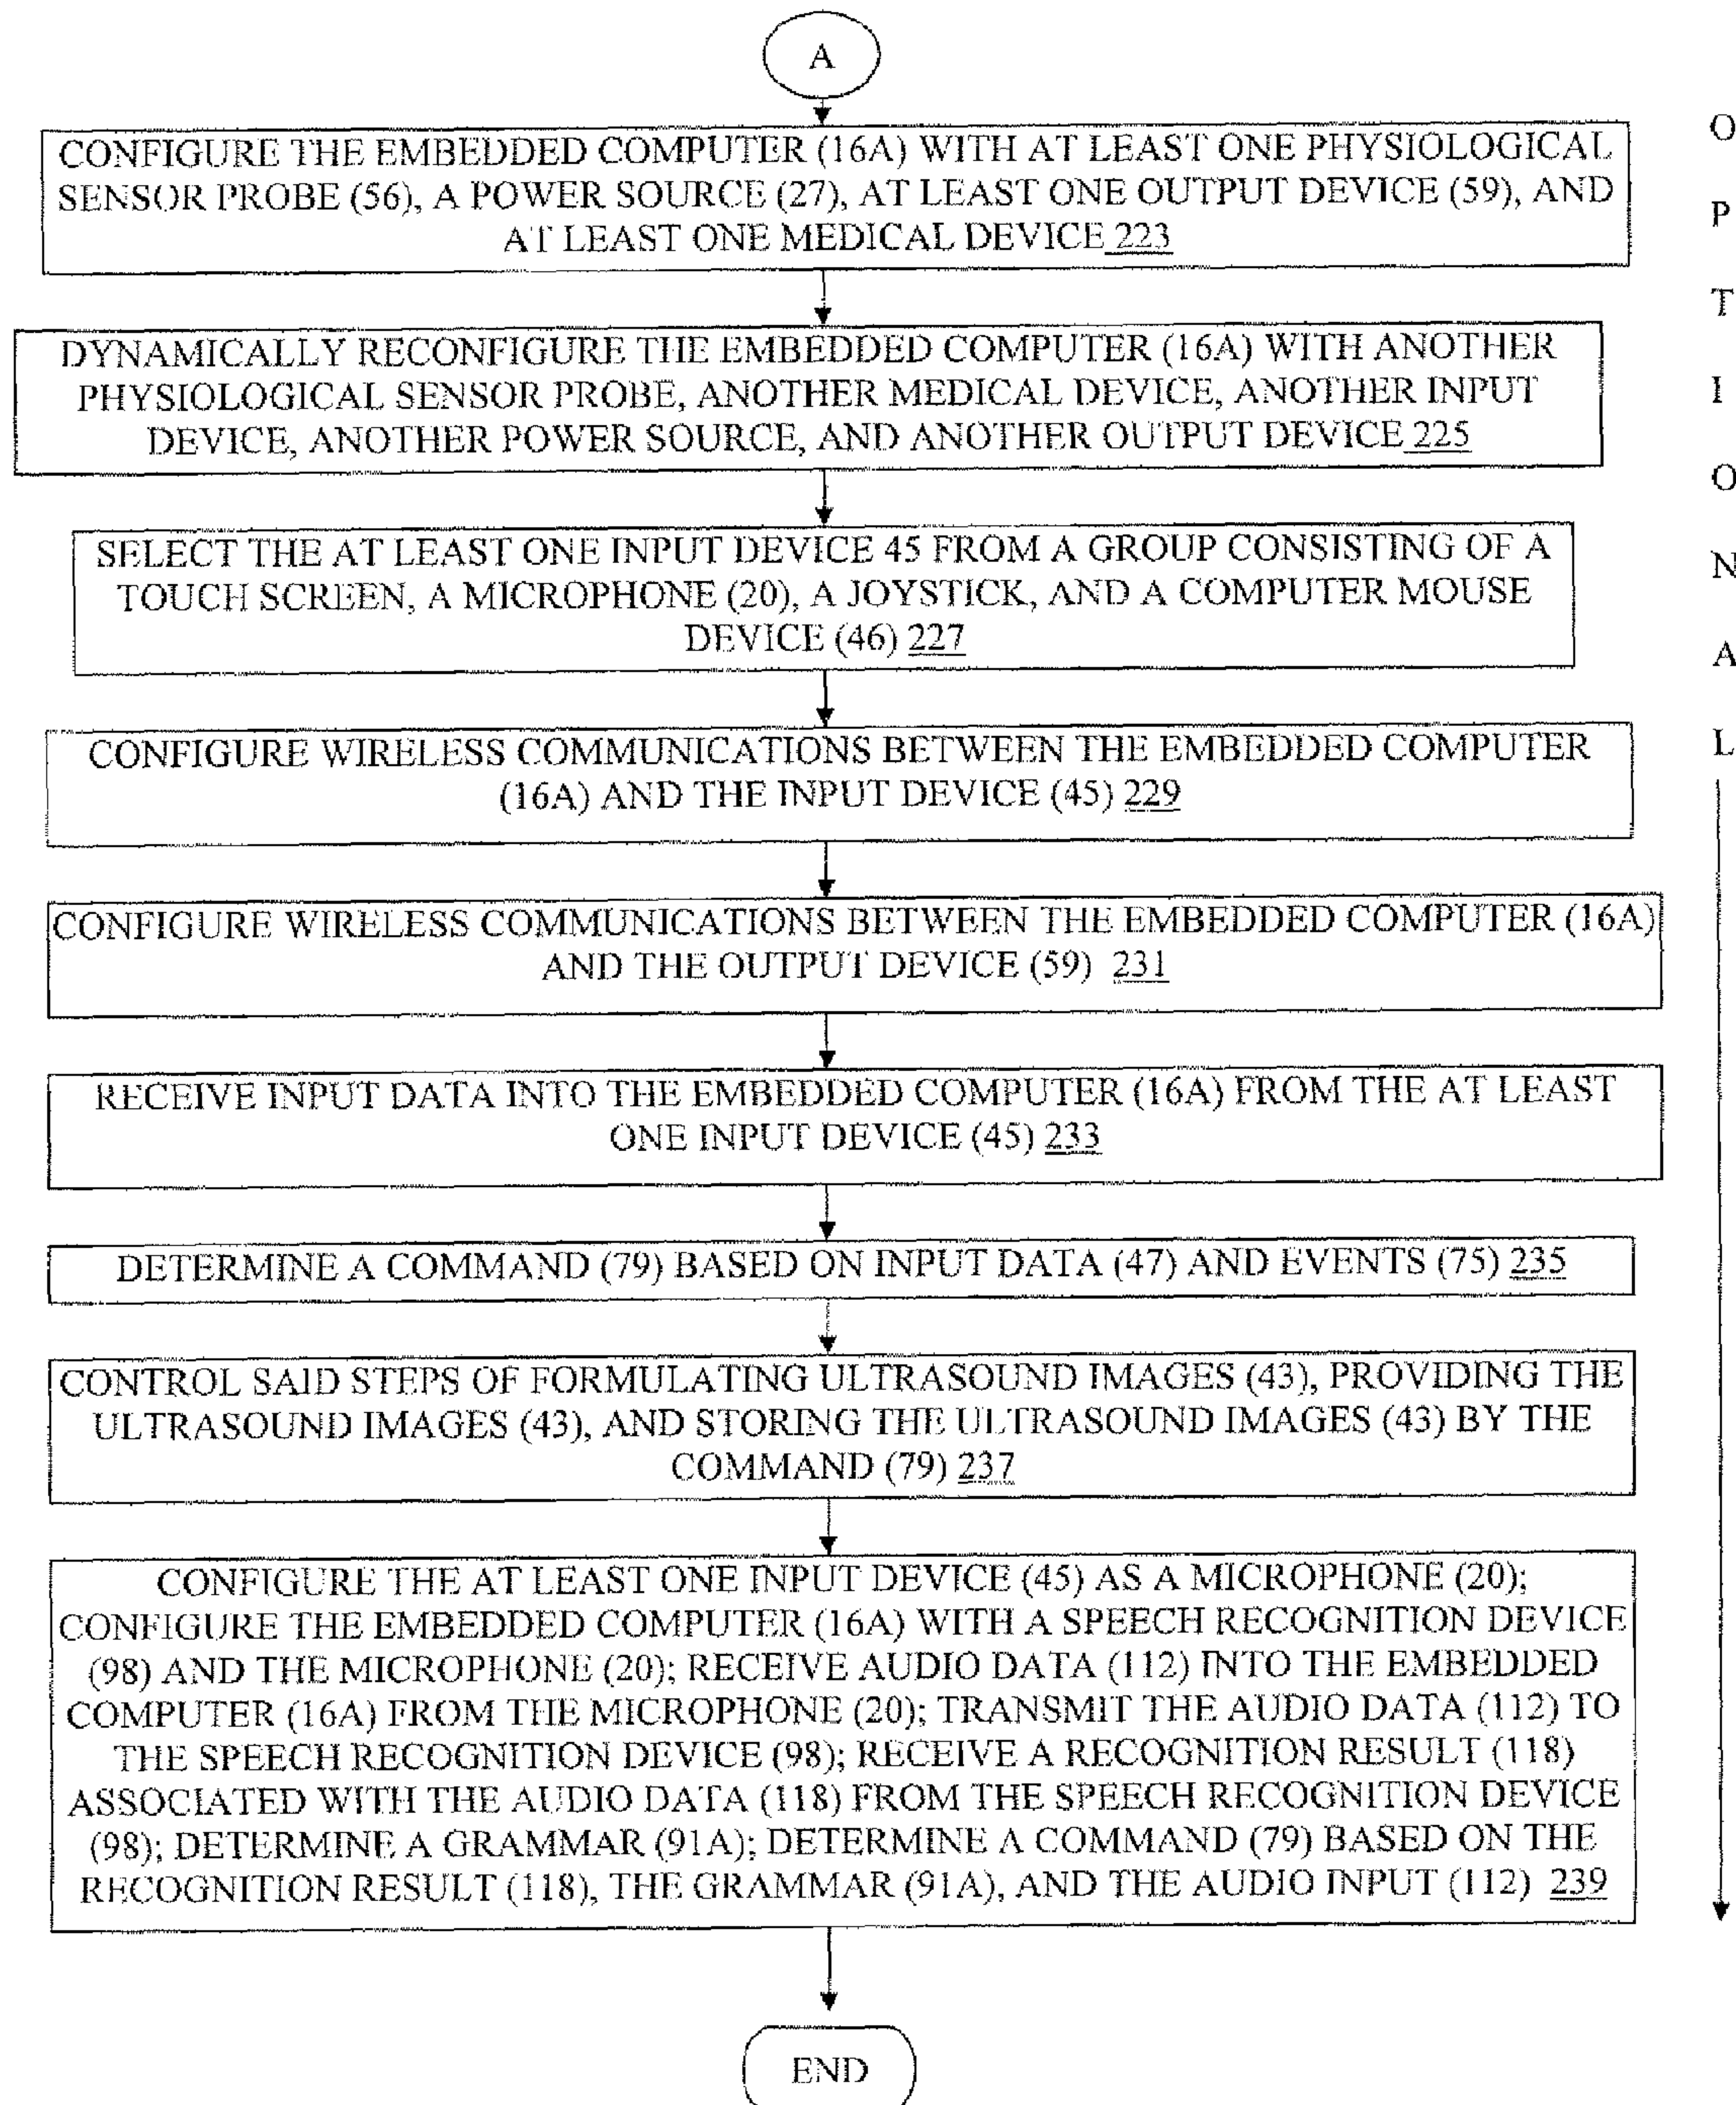 A
CONFIGURE THE EMBEDDED COMPUTER (16A) WITH AT LEAST ONE PHYSIOLOGICAL
SENSOR PROBE (56), A POWER SOURCE (27), AT LEAST ONE OUTPUT DEVICE (59), AND
AT LEAST ONE MEDICAL DEVICE 223
DYNAMICALLY RECONFIGURE THE EMBEDDED COMPUTER (16A) WITH ANOTHER
PHYSIOLOGICAL SENSOR PROBE, ANOTHER MEDICAL DEVICE, ANOTHER INPUT
DEVICE, ANOTHER POWER SOURCE, AND ANOTHER OUTPUT DEVICE 225
SELECT THE AT LEAST ONE INPUT DEVICE 45 FROM A GROUP CONSISTING OF A
TOUCH SCREEN, A MICROPHONE (20), A JOYSTICK, AND A COMPUTER MOUSE
DEVICE (46) 227
CONFIGURE WIRELESS COMMUNICATIONS BETWEEN THE EMBEDDED COMPUTER
(16A) AND THE INPUT DEVICE (45) 229
CONFIGURE WIRELESS COMMUNICATIONS BETWEEN THE EMBEDDED COMPUTER (16A)
AND THE OUTPUT DEVICE (59) 231
RECEIVE INPUT DATA INTO THE EMBEDDED COMPUTER (16A) FROM THE AT LEAST
ONE INPUT DEVICE (45) 233
DETERMINE A COMMAND (79) BASED ON INPUT DATA (47) AND EVENTS (75) 235
CONTROL SAID STEPS OF FORMULATING ULTRASOUND IMAGES (43), PROVIDING THE
ULTRASOUND IMAGES (43), AND STORING THE ULTRASOUND IMAGES (43) BY THE
COMMAND (79) 237
CONFIGURE THE AT LEAST ONE INPUT DEVICE (45) AS A MICROPHONE (20);
CONFIGURE THE EMBEDDED COMPUTER (16A) WITH A SPEECH RECOGNITION DEVICE
(98) AND THE MICROPHONE (20); RECEIVE AUDIO DATA (112) INTO THE EMBEDDED
COMPUTER (16A) FROM THE MICROPHONE (20); TRANSMIT THE AUDIO DATA (112) TO
THE SPEECH RECOGNITION DEVICE (98); RECEIVE A RECOGNITION RESULT (118)
ASSOCIATED WITH THE AUDIO DATA (118) FROM THE SPEECH RECOGNITION DEVICE
(98); DETERMINE A GRAMMAR (91A); DETERMINE A COMMAND (79) BASED ON THE
RECOGNITION RESULT (118), THE GRAMMAR (91A), AND THE AUDIO INPUT (112) 239
END
O
P
T
I
O
N
A
L